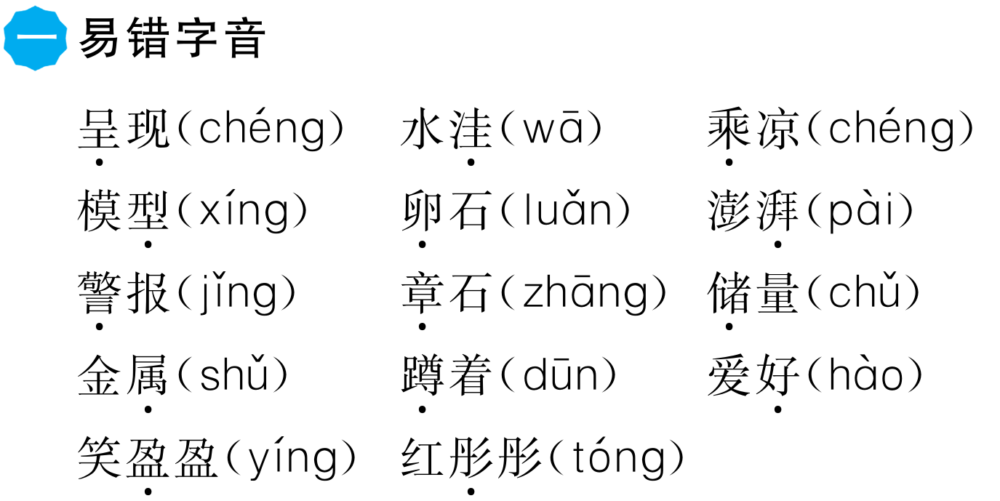 一 易错字音
呈现(chéng) 水洼(wā) 乘凉(chéng)
模型(xíng) 卵石(luǎn) 澎湃(pài)
警报(jǐng) 章石(zhāng) 储量(chǔ)
金属(shǔ) 蹲着(dūn) 爱好(hào)
笑盈盈(yíng) 红彤彤(tóng)